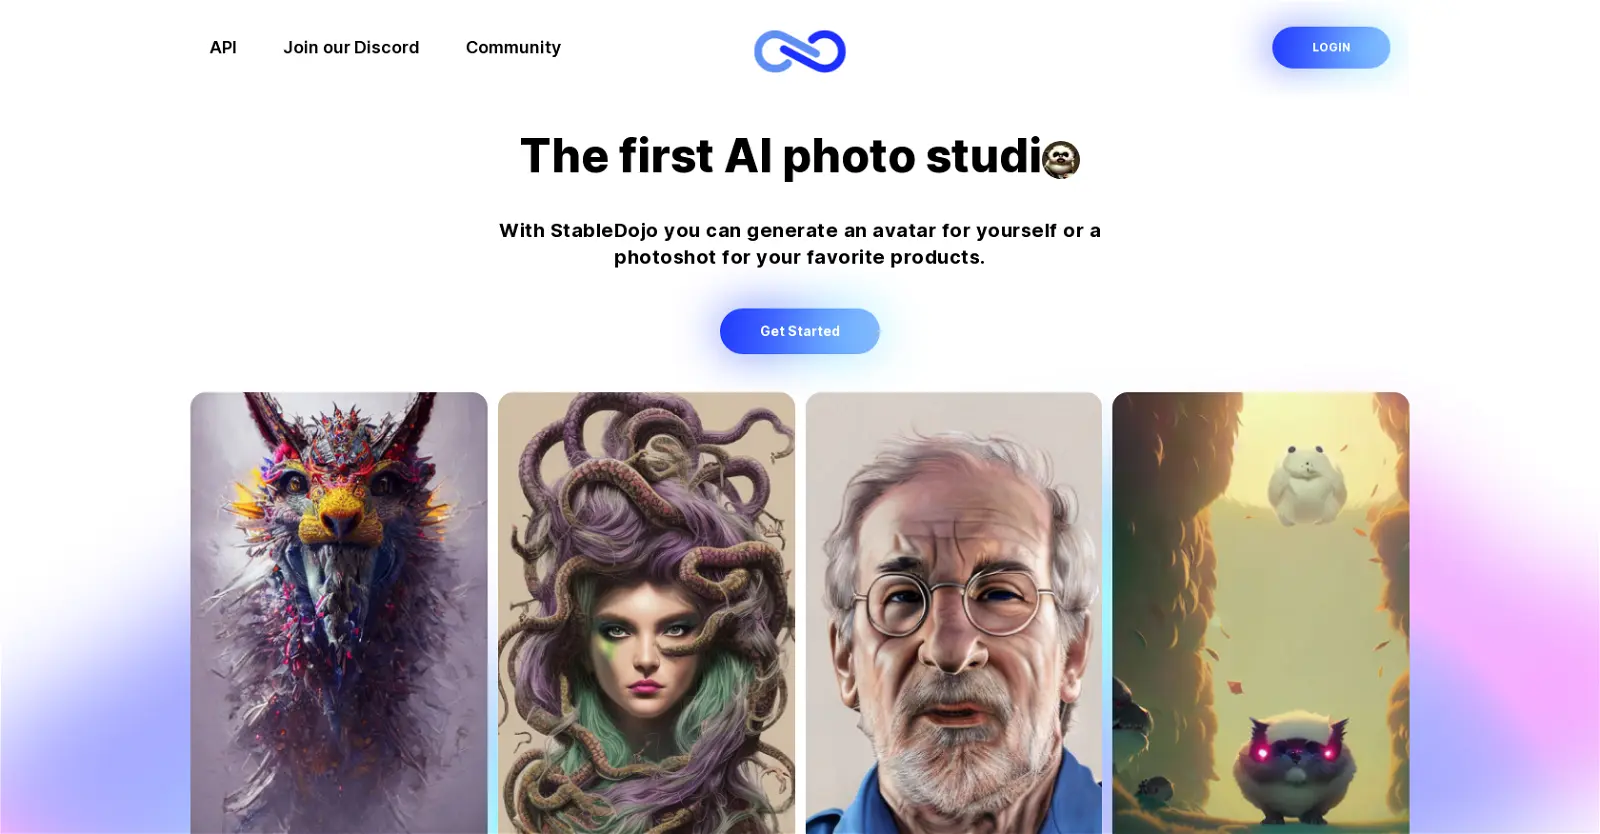 API Join our Discord Community
LOGIN
The first AI photo studi
With StableDojo you can generate an avatar for yourself or a
photoshot for your favorite products.
Get Started